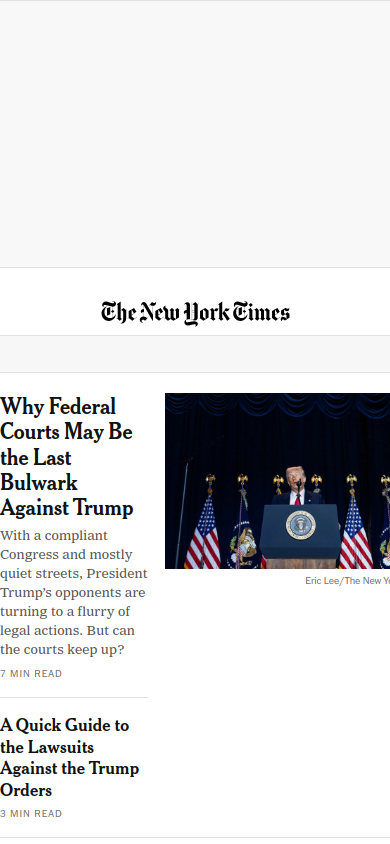 The New York Times
Why Federal
Courts May Be
the Last
Bulwark
Against Trump
With a compliant
Congress and mostly
quiet streets, President
Trump’s opponents are
turning to a flurry of
legal actions. But can
the courts keep up?
7 MIN READ
Eric Lee/The New
A Quick Guide to
the Lawsuits
Against the Trump
Orders
3 MIN READ